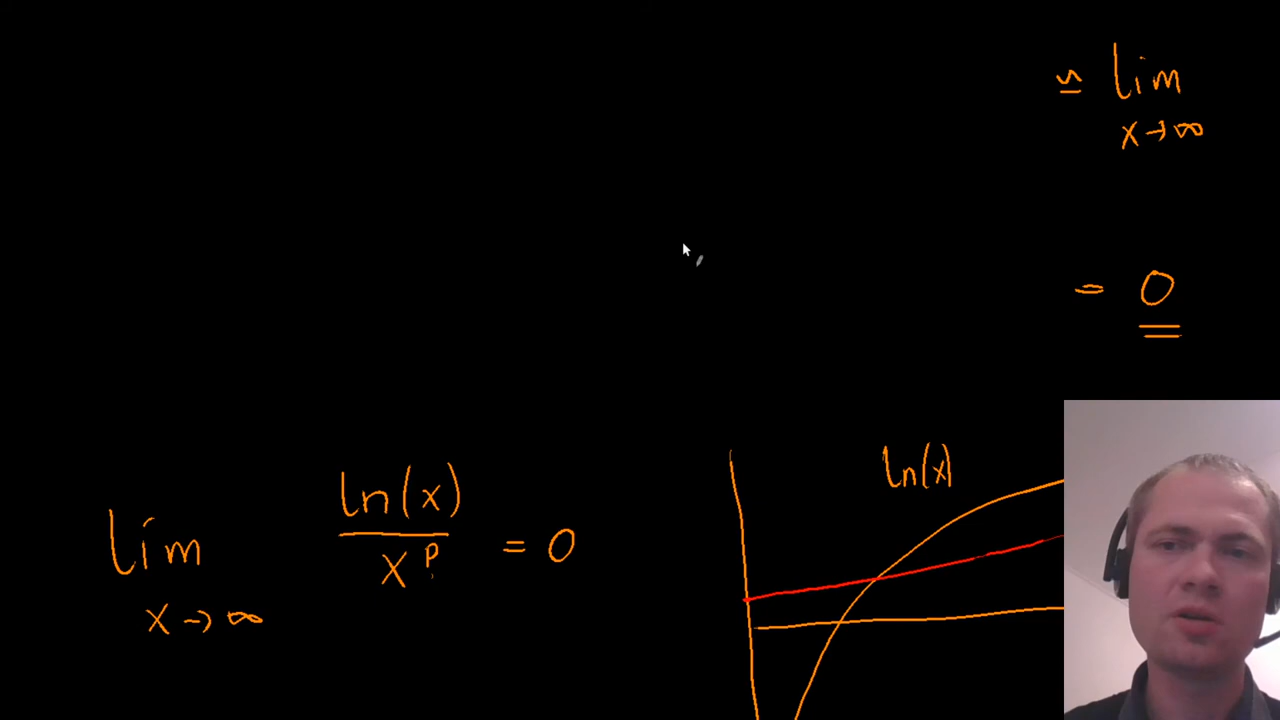 ≃ lim
x→∞
= 0
lim x→∞ ln(x)/x^p = 0
ln(x)